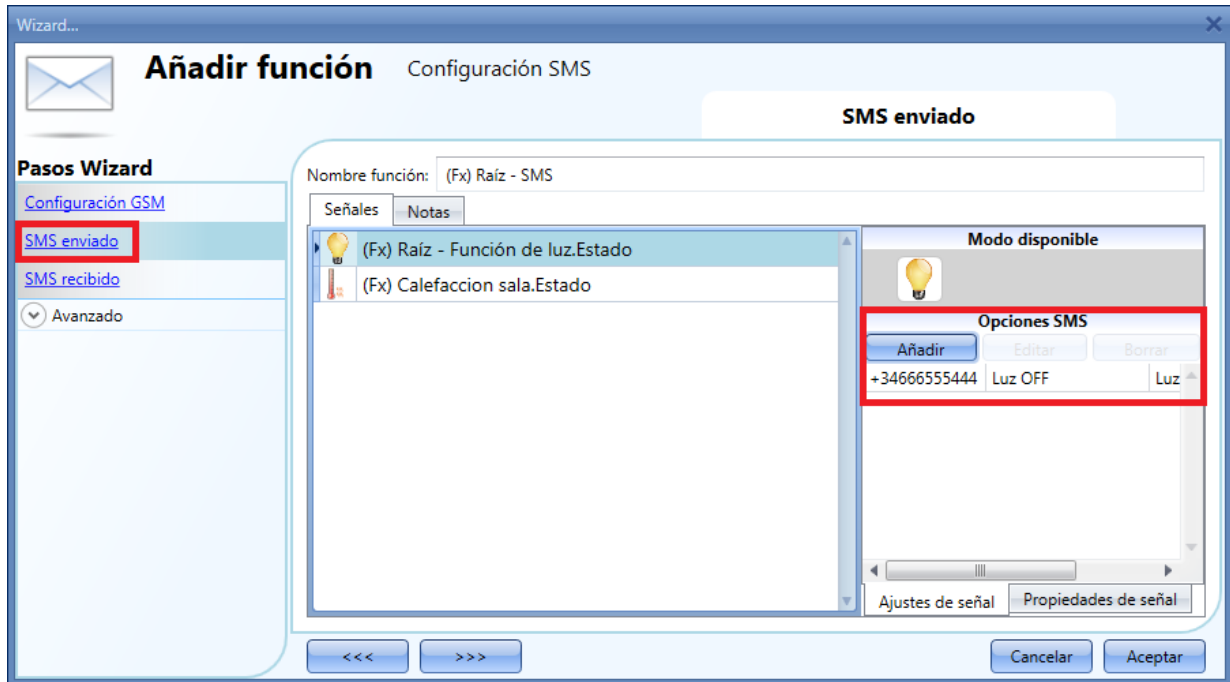 Wizard...
Añadir función Configuración SMS
SMS enviado
Pasos Wizard
Configuración GSM
SMS enviado
SMS recibido
Avanzado
Nombre función: (Fx) Raíz - SMS
Señales Notas
(Fx) Raíz - Función de luz.Estado
(Fx) Calefaccion sala.Estado
Modo disponible
Opciones SMS
Añadir Editar Borrar
+34666555444 Luz OFF Luz
Ajustes de señal Propiedades de señal
<<< >>> Cancelar Aceptar